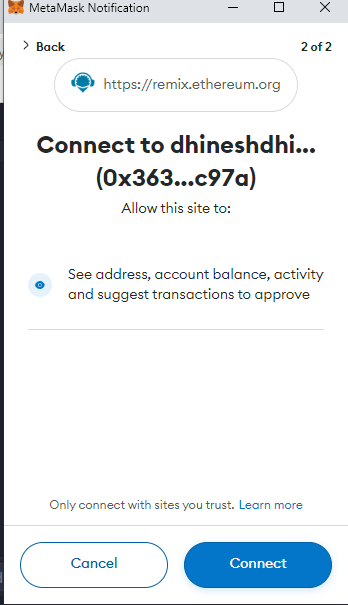 MetaMask Notification
Back
2 of 2
https://remix.ethereum.org
Connect to dhineshdhi...
(0x363...c97a)
Allow this site to:
See address, account balance, activity
and suggest transactions to approve
Only connect with sites you trust. Learn more
Cancel
Connect